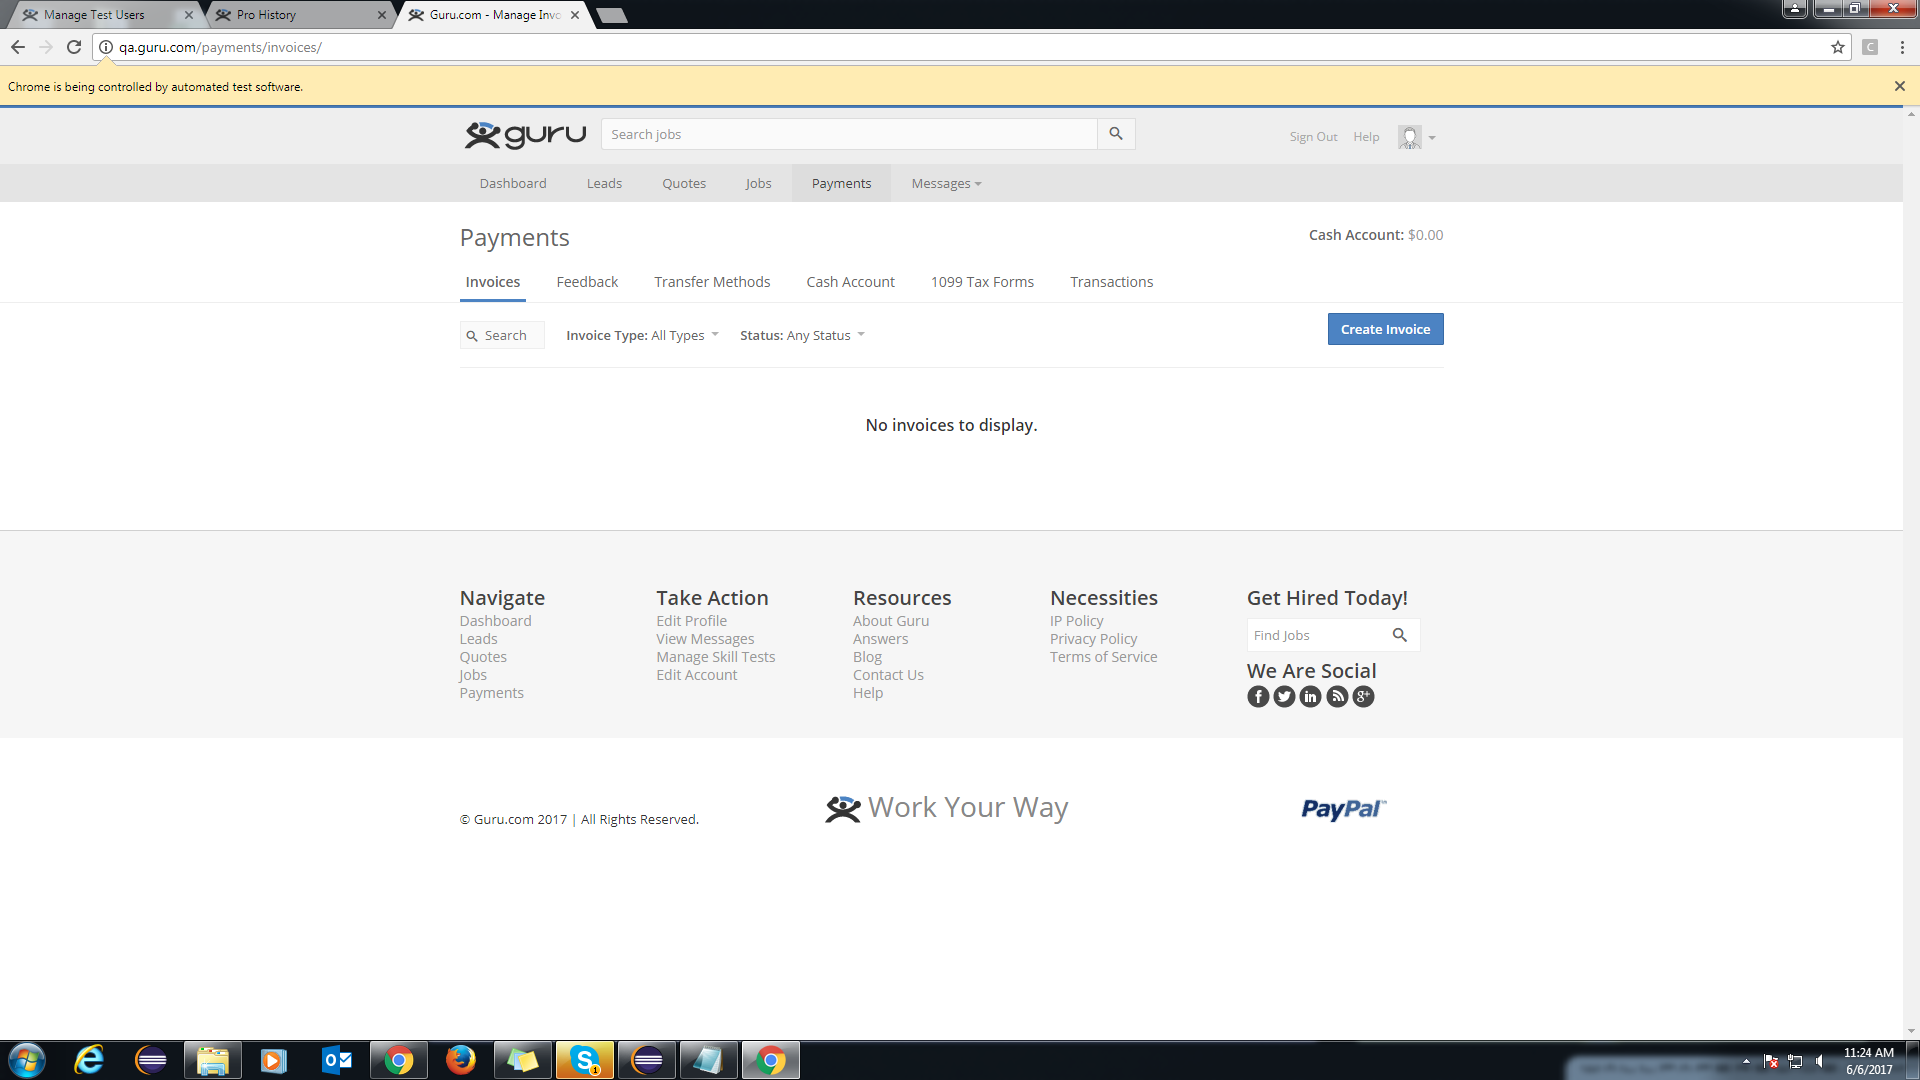 Manage Test Users
Pro History
Guru.com - Manage Invo
qa.guru.com/payments/invoices/
C
Chrome is being controlled by automated test software.
guru
Search jobs
Sign Out Help
Dashboard Leads Quotes Jobs Payments Messages
Payments
Cash Account: $0.00
Invoices Feedback Transfer Methods Cash Account 1099 Tax Forms Transactions
Search Invoice Type: All Types Status: Any Status
Create Invoice
No invoices to display.
Navigate
Dashboard
Leads
Quotes
Jobs
Payments
Take Action
Edit Profile
View Messages
Manage Skill Tests
Edit Account
Resources
About Guru
Answers
Blog
Contact Us
Help
Necessities
IP Policy
Privacy Policy
Terms of Service
Get Hired Today!
Find Jobs
We Are Social
© Guru.com 2017 | All Rights Reserved.
Work Your Way
PayPal™
11:24 AM
6/6/2017